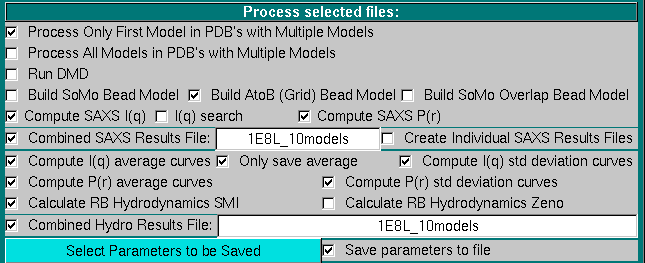 Process selected files:
Process Only First Model in PDB's with Multiple Models
Process All Models in PDB's with Multiple Models
Run DMD
Build SoMo Bead Model Build AtoB (Grid) Bead Model Build SoMo Overlap Bead Model
Compute SAXS I(q) I(q) search Compute SAXS P(r)
Combined SAXS Results File: 1E8L_10models Create Individual SAXS Results Files
Compute I(q) average curves Only save average Compute I(q) std deviation curves
Compute P(r) average curves Compute P(r) std deviation curves
Calculate RB Hydrodynamics SMI Calculate RB Hydrodynamics Zeno
Combined Hydro Results File: 1E8L_10models
Select Parameters to be Saved Save parameters to file